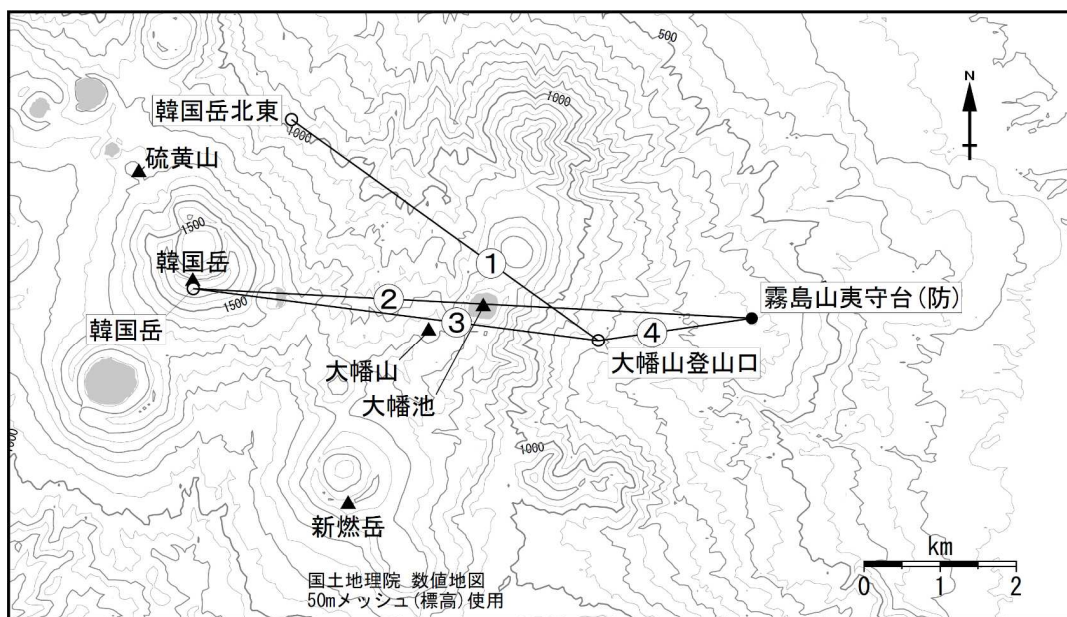 500
N
韓国岳北東
1000
1000
硫黄山
1500
①
韓国岳
1500
②
霧島山夷守台(防)
③
④
韓国岳
大幡山登山口
大幡山
大幡池
1000
1000
新燃岳
km
国土地理院 数値地図
50mメッシュ(標高)使用
0 1 2